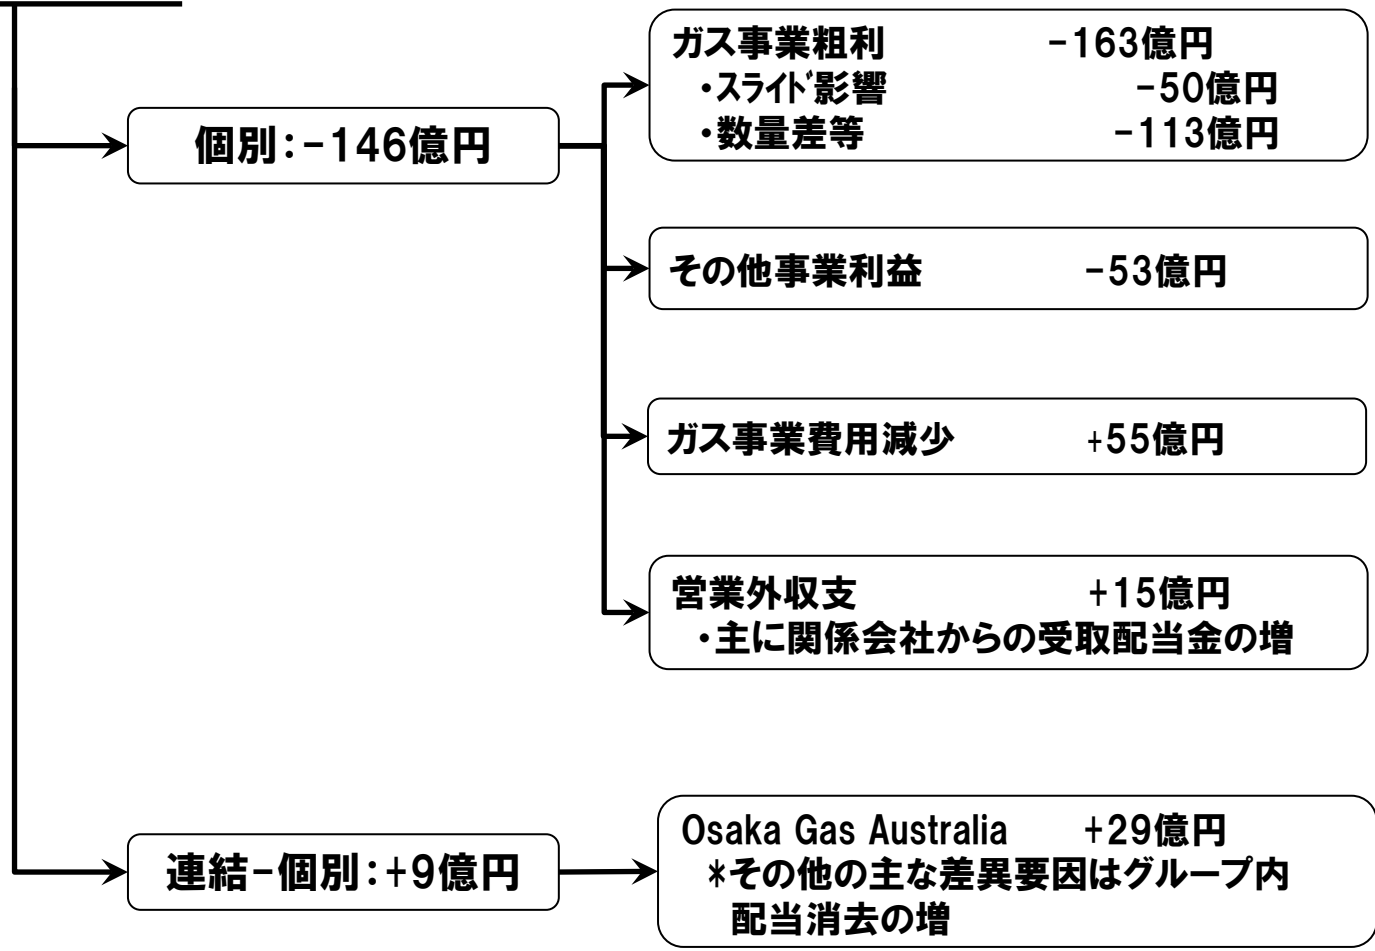 ガス事業粗利 -163億円
・スライド影響 -50億円
・数量差等 -113億円
個別：-146億円
その他事業利益 -53億円
ガス事業費用減少 +55億円
営業外収支 +15億円
・主に関係会社からの受取配当金の増
連結-個別：+9億円
Osaka Gas Australia +29億円
*その他の主な差異要因はグループ内
配当消去の増